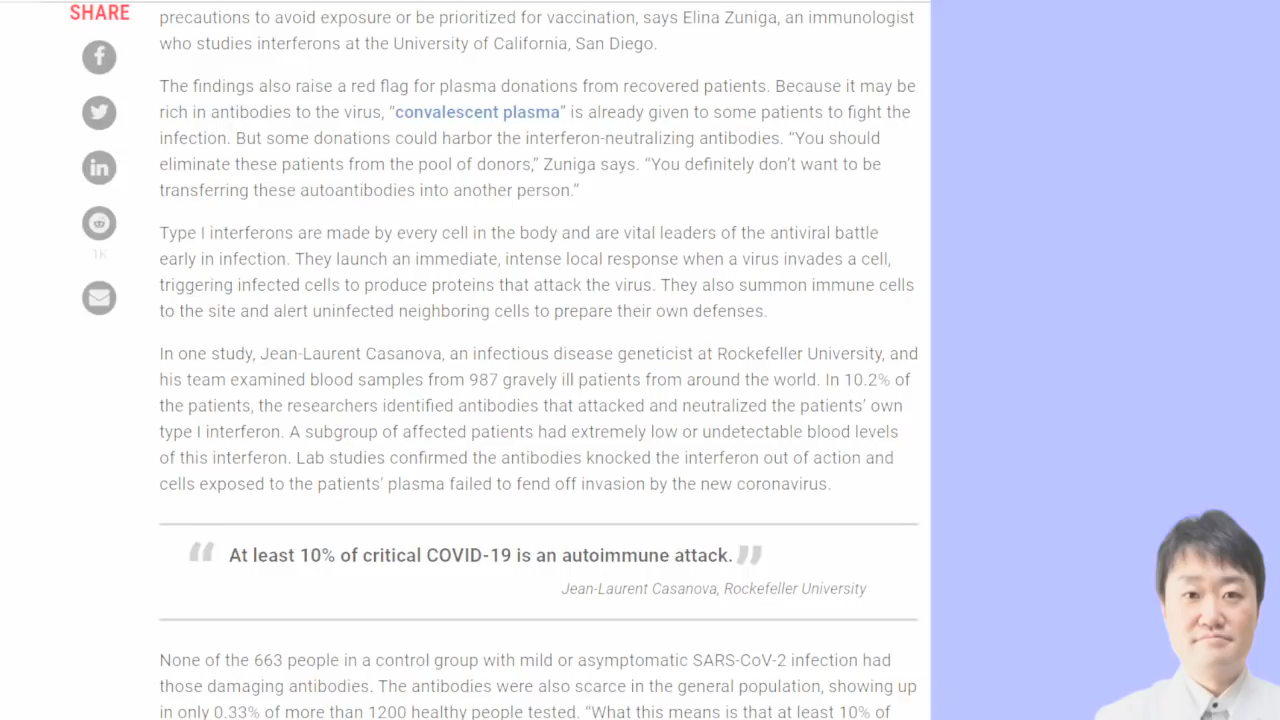 SHARE
precautions to avoid exposure or be prioritized for vaccination, says Elina Zuniga, an immunologist
who studies interferons at the University of California, San Diego.
The findings also raise a red flag for plasma donations from recovered patients. Because it may be
rich in antibodies to the virus, “convalescent plasma” is already given to some patients to fight the
infection. But some donations could harbor the interferon-neutralizing antibodies. “You should
eliminate these patients from the pool of donors,” Zuniga says. “You definitely don’t want to be
transferring these autoantibodies into another person.”
Type I interferons are made by every cell in the body and are vital leaders of the antiviral battle
early in infection. They launch an immediate, intense local response when a virus invades a cell,
triggering infected cells to produce proteins that attack the virus. They also summon immune cells
to the site and alert uninfected neighboring cells to prepare their own defenses.
1K
In one study, Jean-Laurent Casanova, an infectious disease geneticist at Rockefeller University, and
his team examined blood samples from 987 gravely ill patients from around the world. In 10.2% of
the patients, the researchers identified antibodies that attacked and neutralized the patients’ own
type I interferon. A subgroup of affected patients had extremely low or undetectable blood levels
of this interferon. Lab studies confirmed the antibodies knocked the interferon out of action and
cells exposed to the patients’ plasma failed to fend off invasion by the new coronavirus.
“ At least 10% of critical COVID-19 is an autoimmune attack. ”
Jean-Laurent Casanova, Rockefeller University
None of the 663 people in a control group with mild or asymptomatic SARS-CoV-2 infection had
those damaging antibodies. The antibodies were also scarce in the general population, showing up
in only 0.33% of more than 1200 healthy people tested. “What this means is that at least 10% of